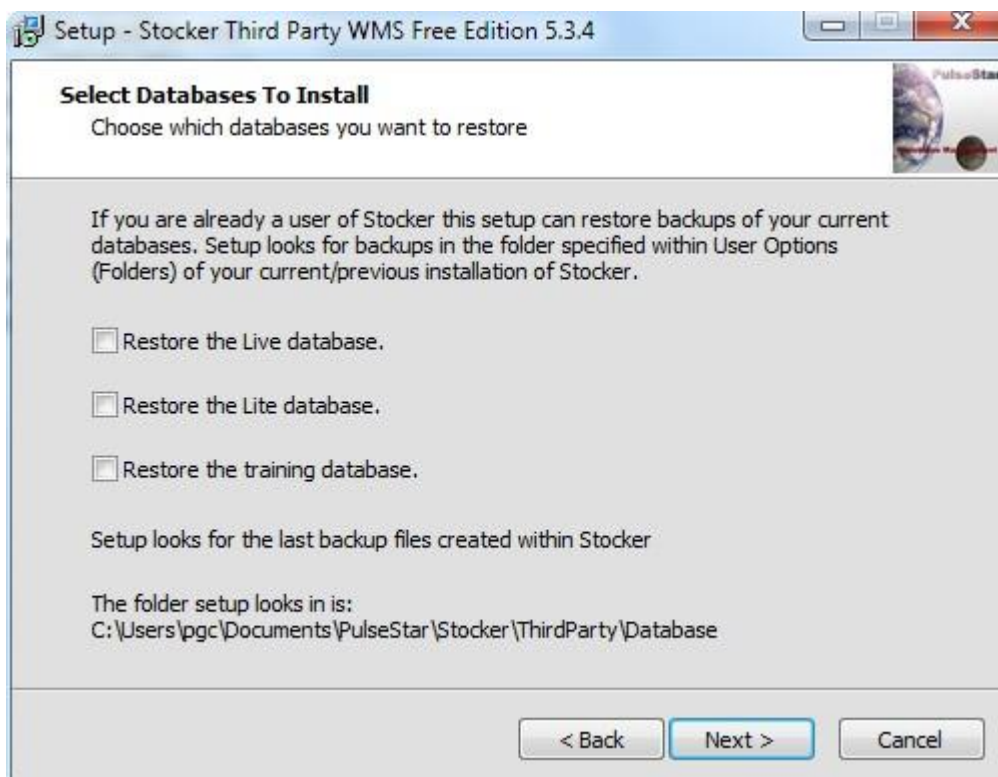 Setup - Stocker Third Party WMS Free Edition 5.3.4
Select Databases To Install
Choose which databases you want to restore
PulseStar
If you are already a user of Stocker this setup can restore backups of your current
databases. Setup looks for backups in the folder specified within User Options
(Folders) of your current/previous installation of Stocker.
Restore the Live database.
Restore the Lite database.
Restore the training database.
Setup looks for the last backup files created within Stocker
The folder setup looks in is:
C:\Users\pgc\Documents\PulseStar\Stocker\ThirdParty\Database
< Back
Next >
Cancel